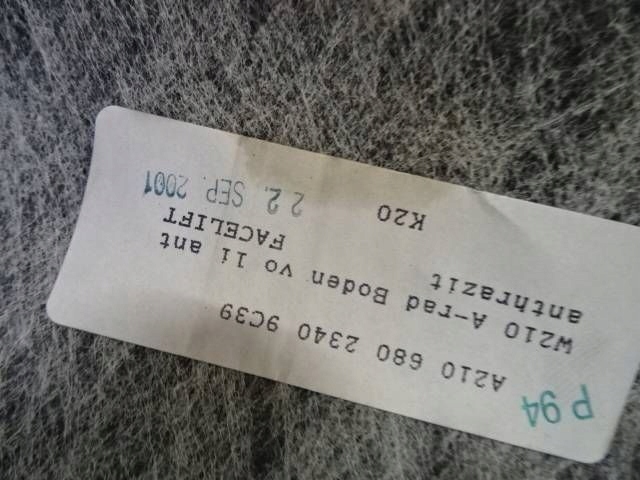 P 94
A210 680 2340 9C39
W210 A-rad Boden vo li ant
anthrazit FACELIFT
K20 22. SEP. 2001